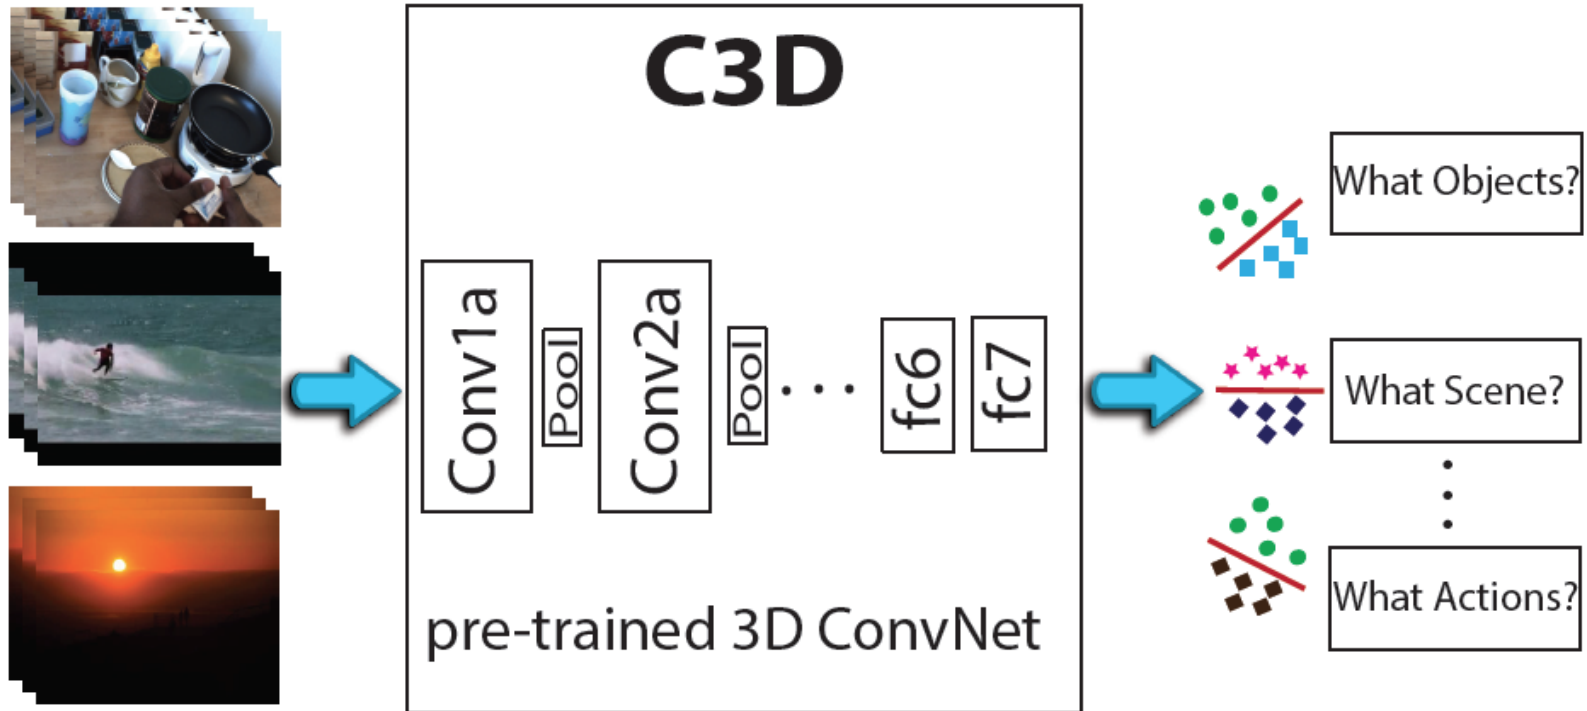 C3D
Conv1a
Pool
Conv2a
Pool
fc6
fc7
pre-trained 3D ConvNet
What Objects?
What Scene?
What Actions?